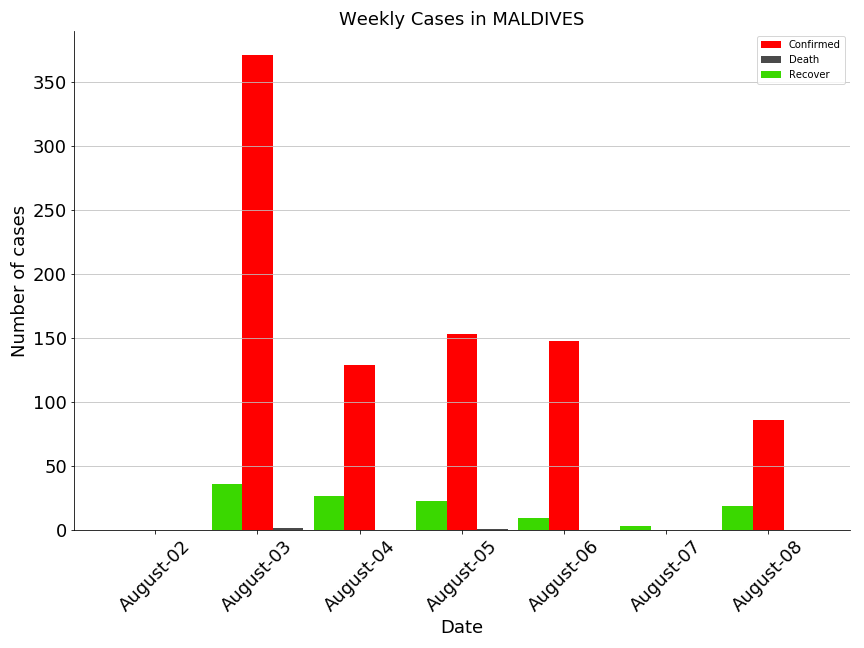 Weekly Cases in MALDIVES
Confirmed
Death
Recover
Number of cases
350
300
250
200
150
100
50
0
August-02
August-03
August-04
August-05
August-06
August-07
August-08
Date